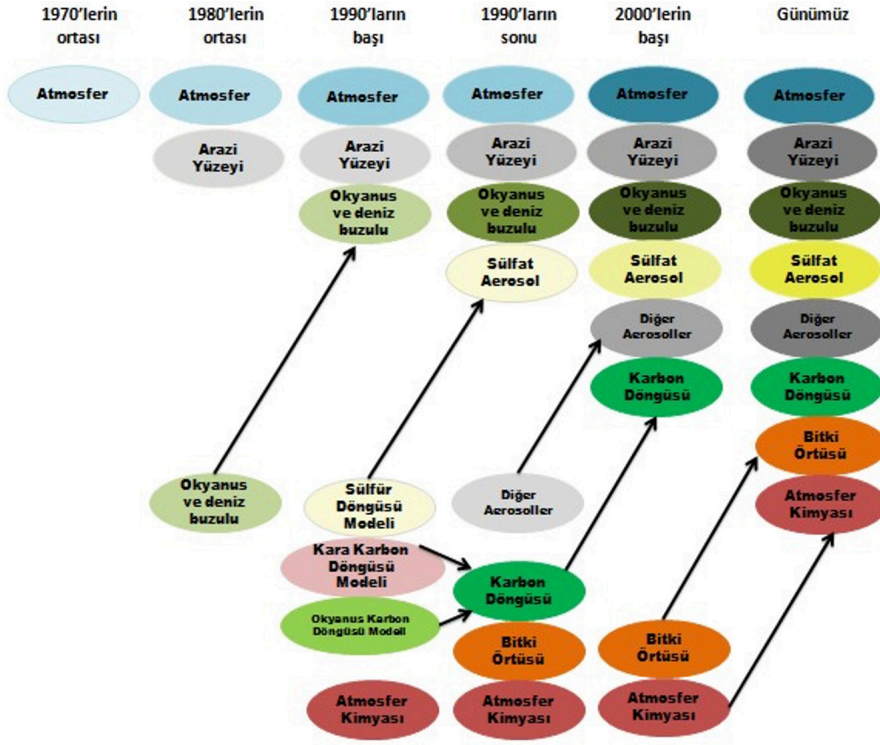 1970'lerin
ortası
1980'lerin
ortası
1990'ların
başı
1990'ların
sonu
2000'lerin
başı
Günümüz
Atmosfer
Atmosfer
Atmosfer
Atmosfer
Atmosfer
Atmosfer
Arazi
Yüzeyi
Arazi
Yüzeyi
Arazi
Yüzeyi
Arazi
Yüzeyi
Arazi
Yüzeyi
Okyanus
ve deniz
buzulu
Okyanus
ve deniz
buzulu
Okyanus
ve deniz
buzulu
Okyanus
ve deniz
buzulu
Sülfat
Aerosol
Sülfat
Aerosol
Sülfat
Aerosol
Diğer
Aerosoller
Diğer
Aerosoller
Karbon
Döngüsü
Karbon
Döngüsü
Bitki
Örtüsü
Okyanus
ve deniz
buzulu
Sülfür
Döngüsü
Modeli
Diğer
Aerosoller
Atmosfer
Kimyası
Kara Karbon
Döngüsü
Modeli
Karbon
Döngüsü
Okyanus Karbon
Döngüsü Modeli
Bitki
Örtüsü
Bitki
Örtüsü
Atmosfer
Kimyası
Atmosfer
Kimyası
Atmosfer
Kimyası